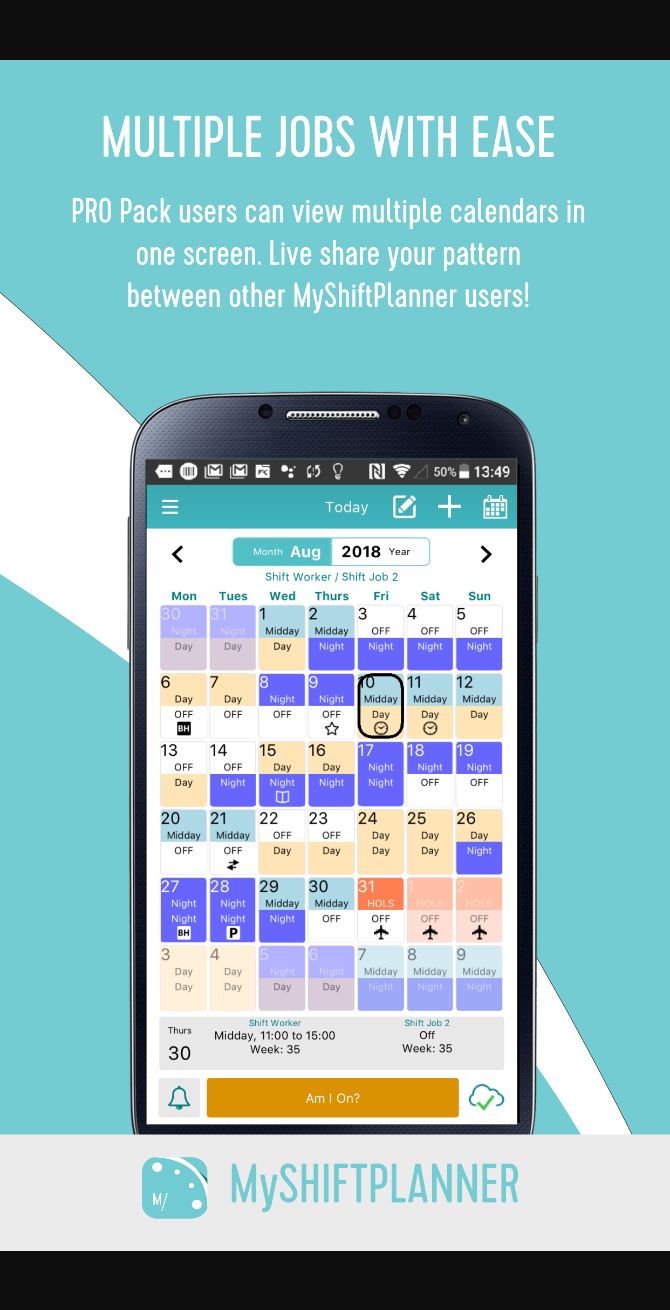 MULTIPLE JOBS WITH EASE
PRO Pack users can view multiple calendars in
one screen. Live share your pattern
between other MyShiftPlanner users!
50% 13:49
Today
Month Aug 2018 Year
Shift Worker / Shift Job 2
Mon Tues Wed Thurs Fri Sat Sun
30 31 1 2 3 4 5
Night Night Midday Midday OFF OFF OFF
Day Day Day Night Night Night Night
6 7 8 9 10 11 12
Day Day Night Night Midday Midday Midday
OFF OFF OFF OFF Day Day Day
BH
13 14 15 16 17 18 19
OFF OFF Day Day Night Night Night
Day Night Night Night Night OFF OFF
20 21 22 23 24 25 26
Midday Midday OFF OFF Day Day Day
OFF OFF Day Day Day Day Night
27 28 29 30 31 1 2
Night Night Midday Midday HOLS HOLS HOLS
Night Night Night OFF OFF OFF OFF
BH P
3 4 5 6 7 8 9
Day Day Night Night Midday Midday Midday
Day Day Day Day Night Night Night
Shift Worker Shift Job 2
Thurs Midday, 11:00 to 15:00 Off
30 Week: 35 Week: 35
Am I On?
M/ MySHIFTPLANNER